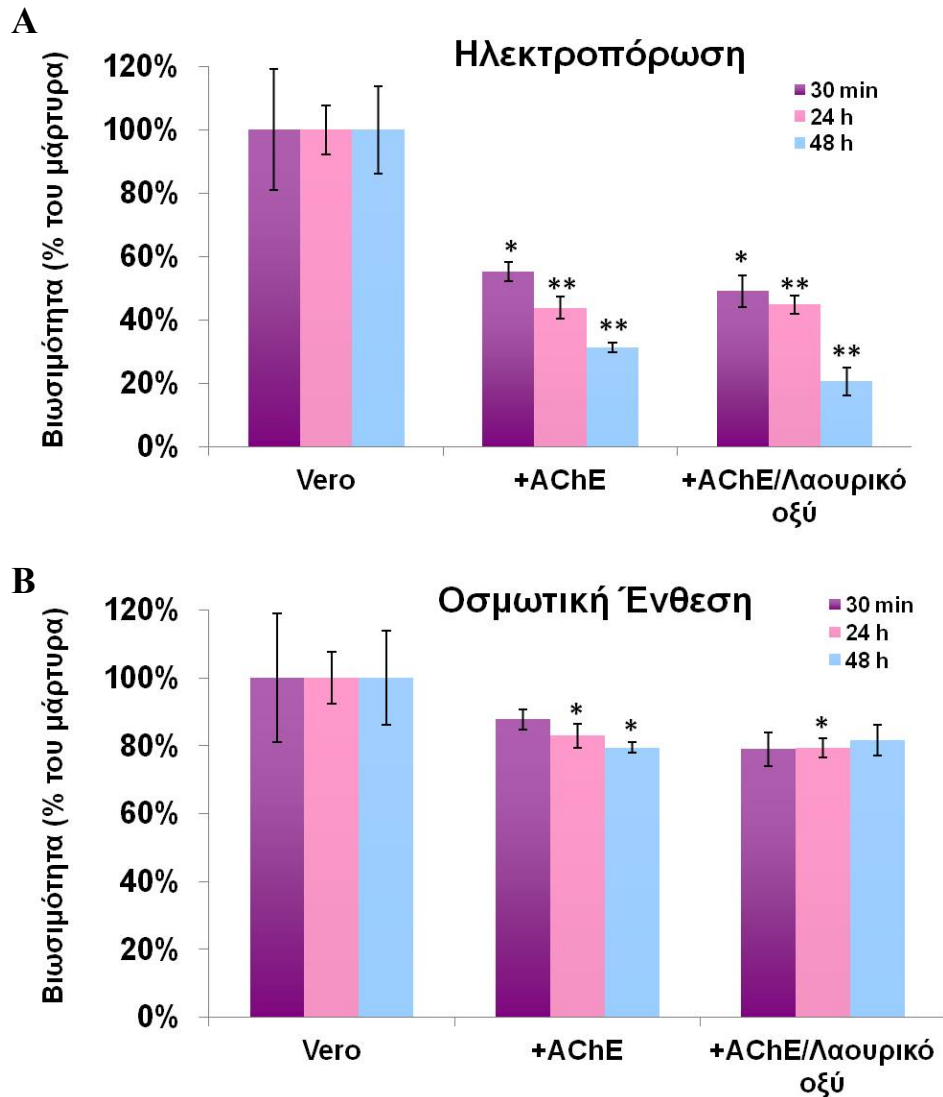 A
Ηλεκτροπόρωση
Βιωσιμότητα (% του μάρτυρα)
120%
100%
80%
60%
40%
20%
0%
30 min
24 h
48 h
*
**
**
*
**
**
Vero
+AChE
+AChE/Λαουρικό
οξύ
B
Οσμωτική Ένθεση
Βιωσιμότητα (% του μάρτυρα)
120%
100%
80%
60%
40%
20%
0%
30 min
24 h
48 h
*
*
*
Vero
+AChE
+AChE/Λαουρικό
οξύ